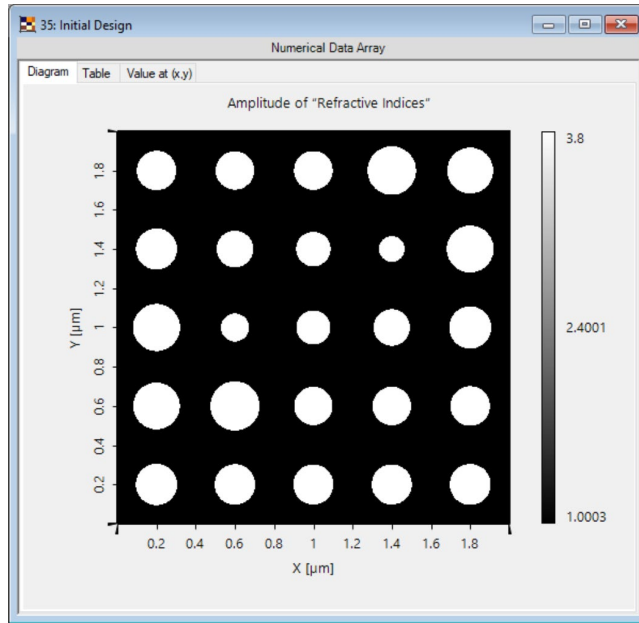 35: Initial Design
Numerical Data Array
Diagram Table Value at (x,y)
Amplitude of “Refractive Indices”
3.8
2.4001
1.0003
1.8
1.6
1.4
1.2
1
0.8
0.6
0.4
0.2
Y [µm]
0.2 0.4 0.6 0.8 1 1.2 1.4 1.6 1.8
X [µm]